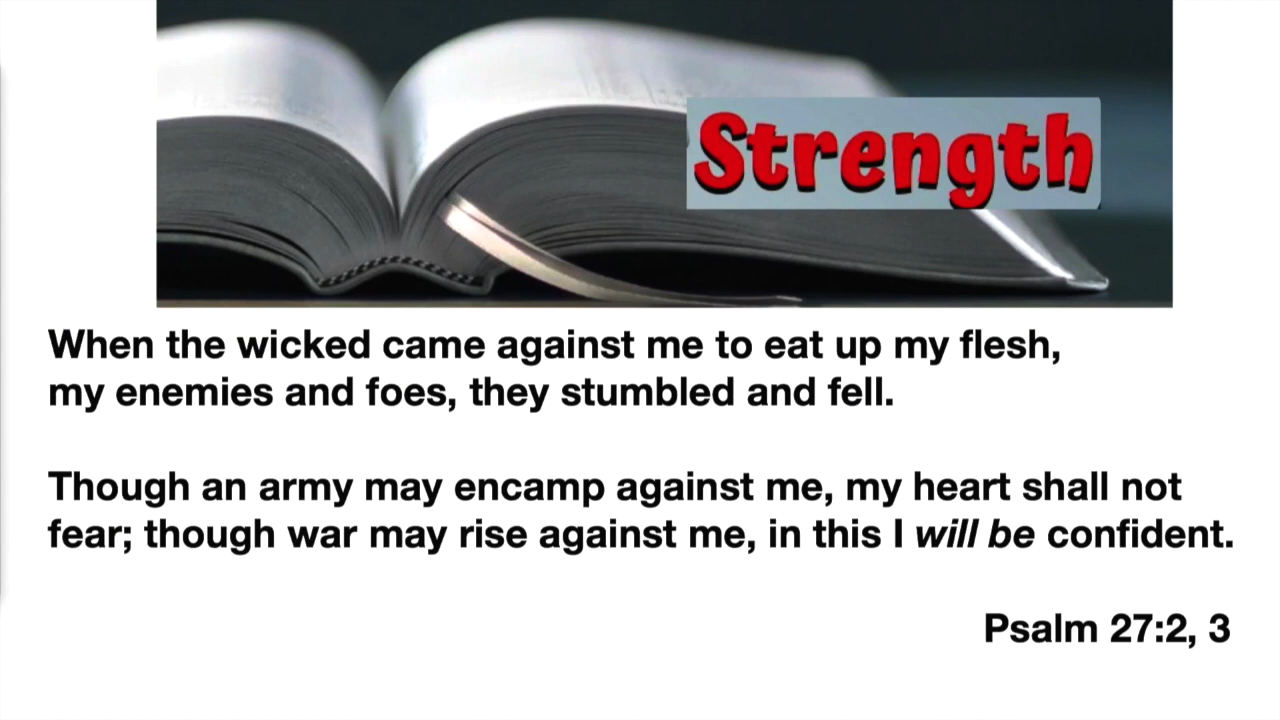 Strength
When the wicked came against me to eat up my flesh,
my enemies and foes, they stumbled and fell.
Though an army may encamp against me, my heart shall not
fear; though war may rise against me, in this I will be confident.
Psalm 27:2, 3